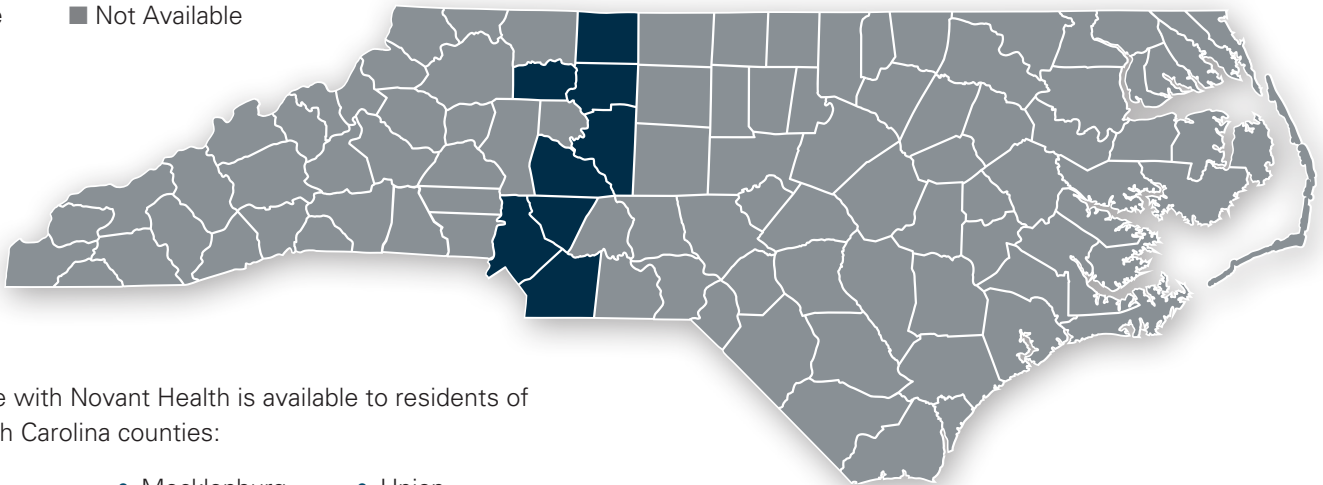 Not Available
with Novant Health is available to residents of
Carolina counties:
Mecklenburg
Union